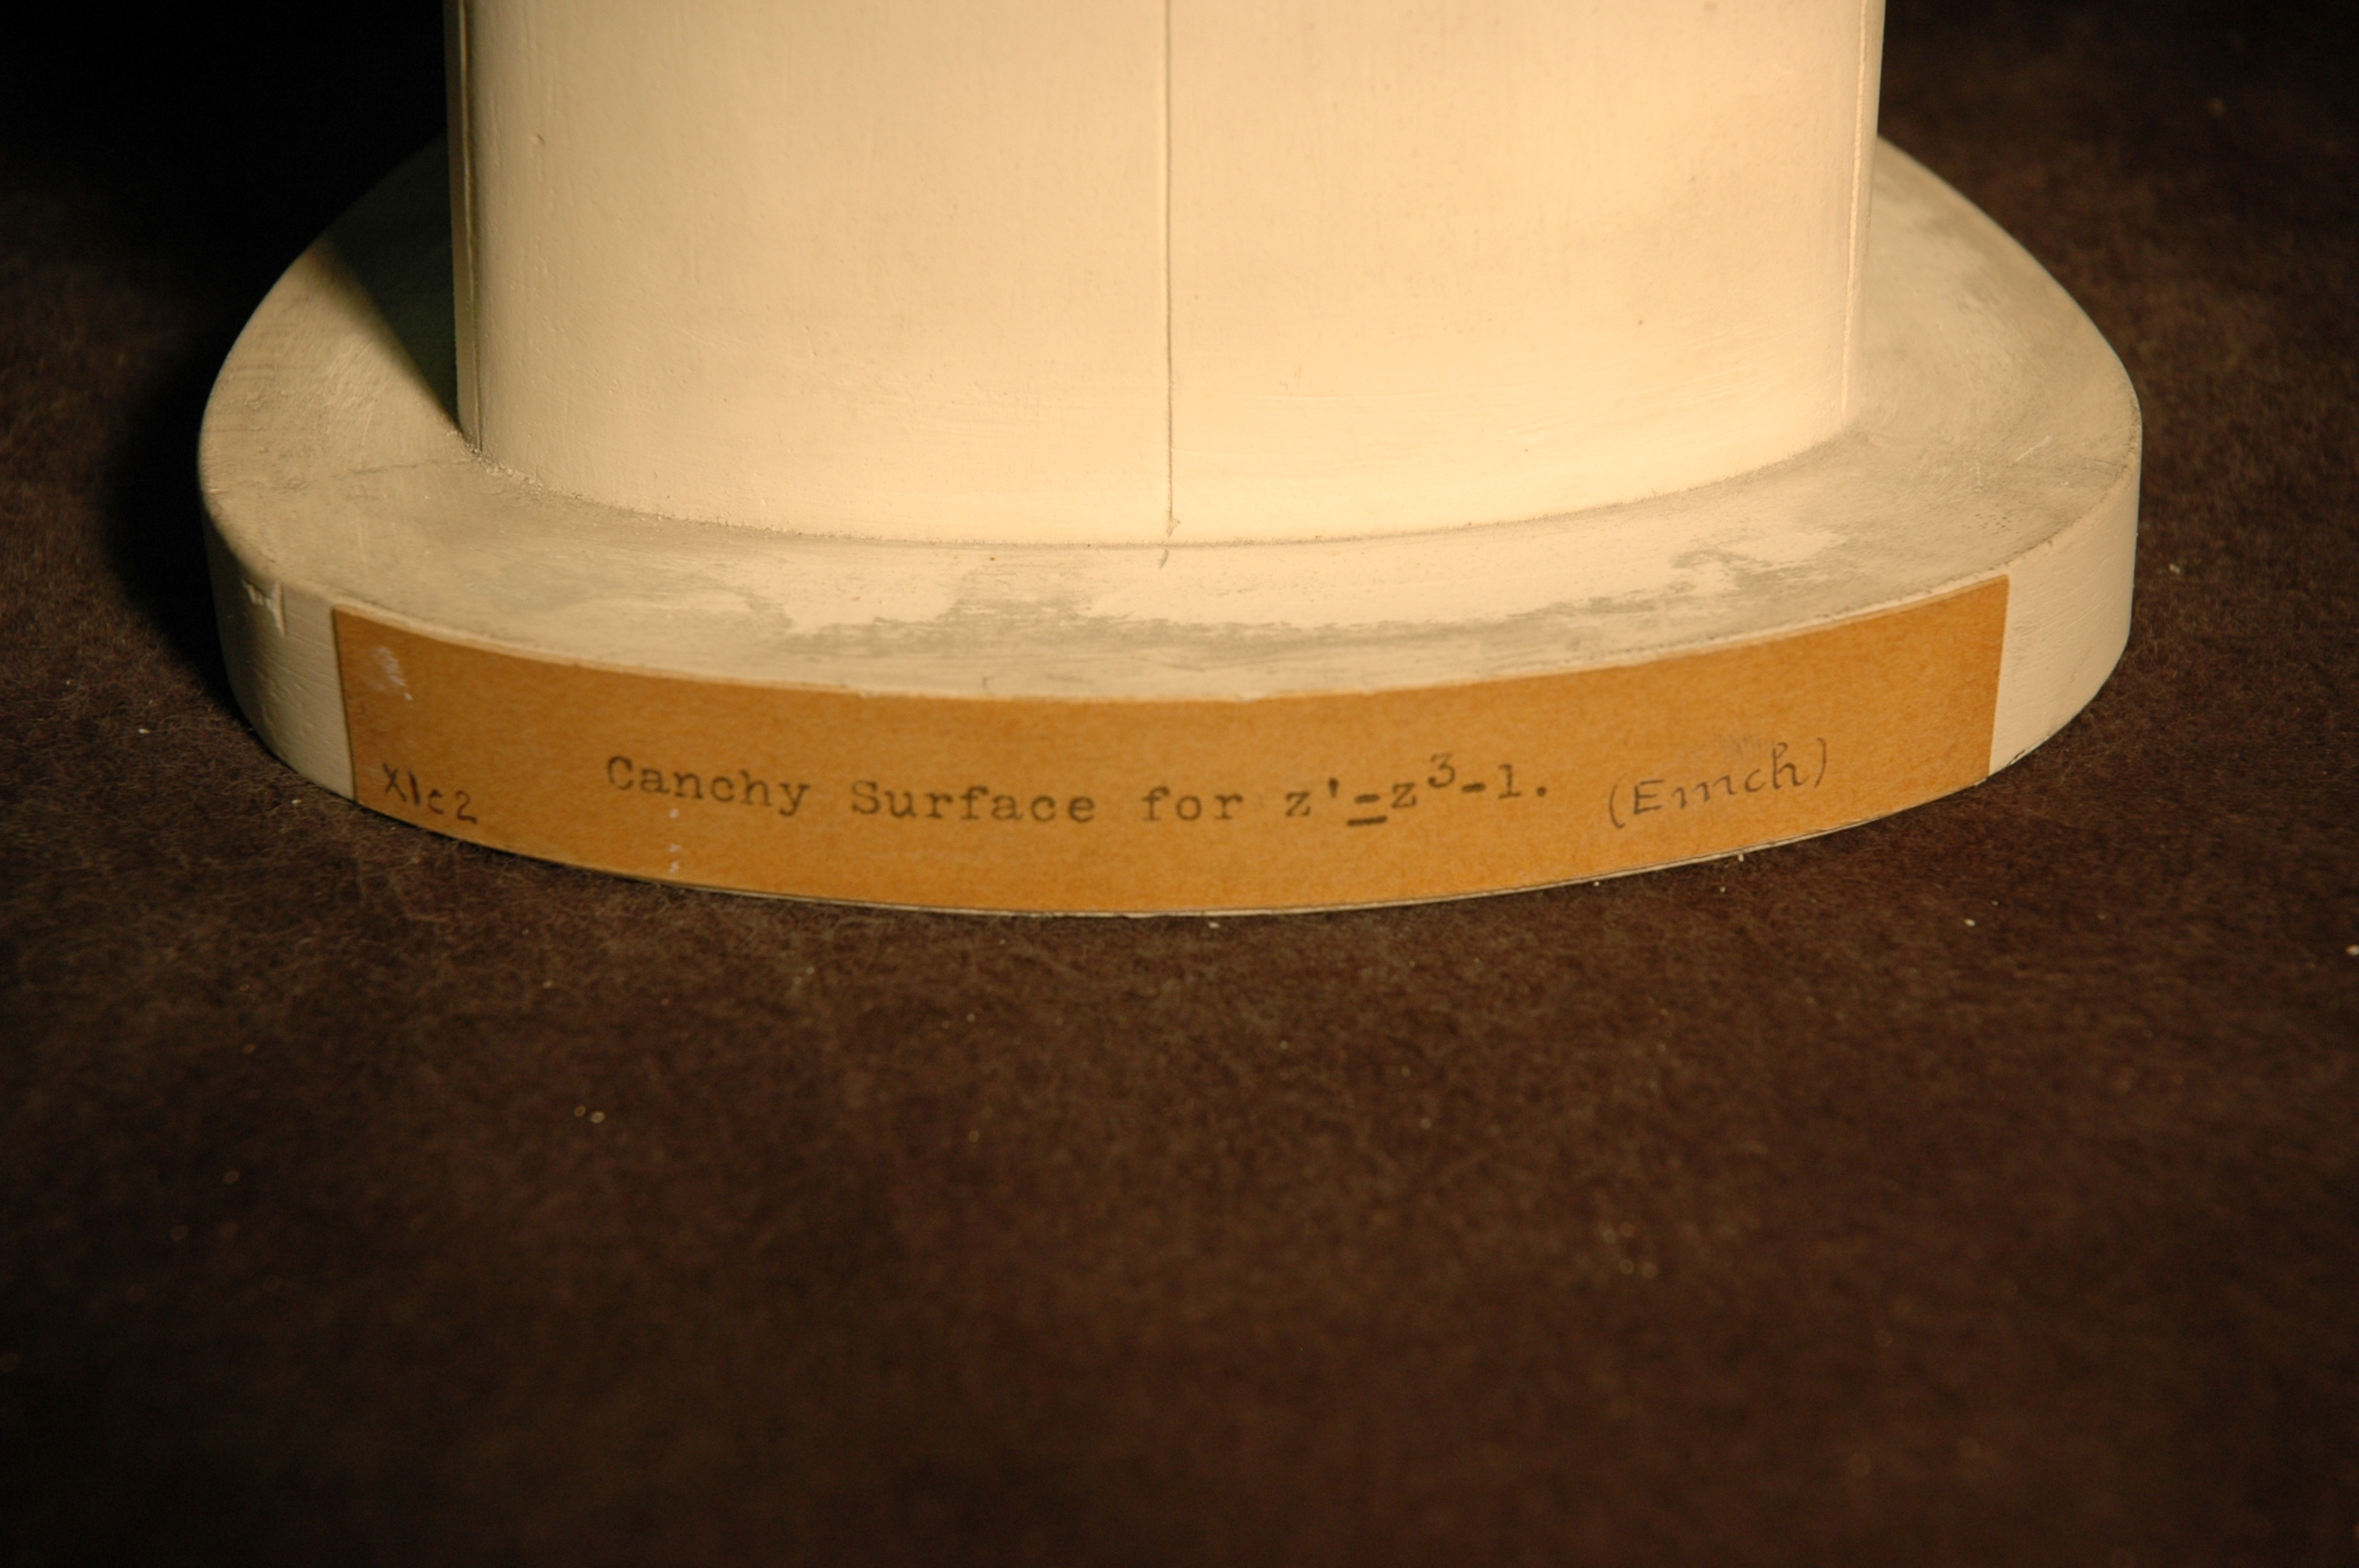 XIc2 Canchy Surface for z'=z³-1. (Emch)